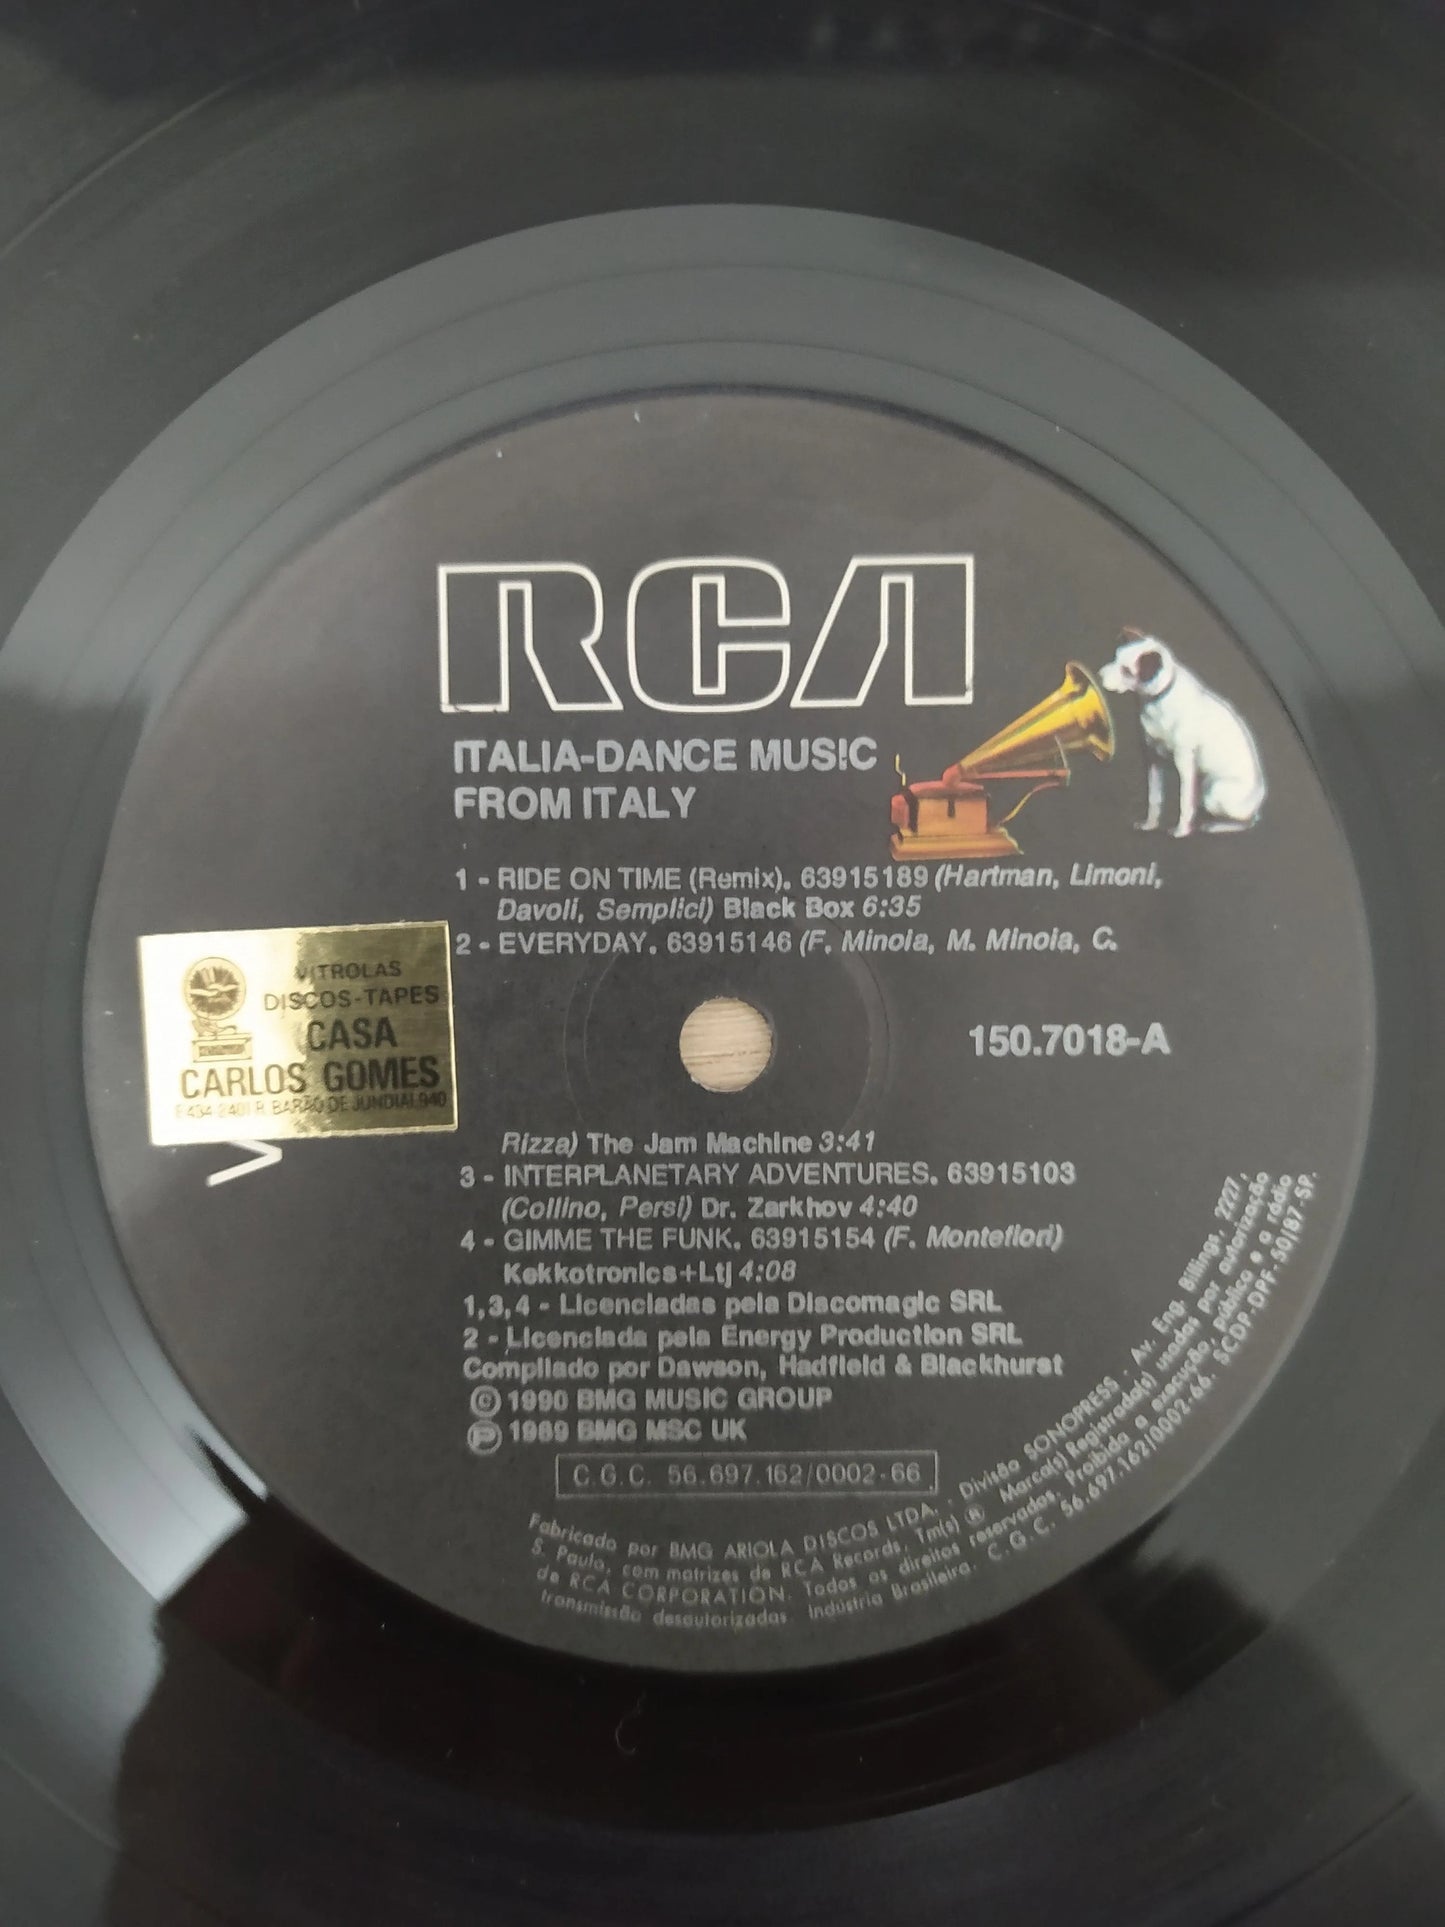 RCA
ITALIA-DANCE MUSIC
FROM ITALY
1 - RIDE ON TIME (Remix). 63915189 (Hartman, Limoni,
Davoli, Semplici) Black Box 6:35
2 - EVERYDAY. 63915146 (F. Minoia, M. Minoia, C.
VITROLAS
DISCOS-TAPES
CASA
CARLOS GOMES
F.434-2401 R. BARÃO DE JUNDIAI, 940
150.7018-A
Rizza) The Jam Machine 3:41
3 - INTERPLANETARY ADVENTURES. 63915103
(Collino, Persi) Dr. Zarkhov 4:40
4 - GIMME THE FUNK. 63915154 (F. Montefiori)
Kekkotronics+Ltj 4:08
1,3,4 - Licenciadas pela Discomagic SRL
2 - Licenciada pela Energy Production SRL
Compilado por Dawson, Hadfield & Blackhurst
© 1990 BMG MUSIC GROUP
℗ 1989 BMG MSC UK
C.G.C. 56.697.162/0002-66
Fabricado por BMG ARIOLA DISCOS LTDA. - Divisão SONOPRESS - Av. Eng. Billings, 2227,
S. Paulo, com matrizes de RCA Records. Tm(s) ® Marca(s) Registrada(s) usadas por autorização
de RCA CORPORATION. Todos os direitos reservados. Proibida a execução, pública e a rádio
transmissão desautorizadas. Indústria Brasileira. C.G.C. 56.697.162/0002-66. SCDP-DPF-50/87-SP.